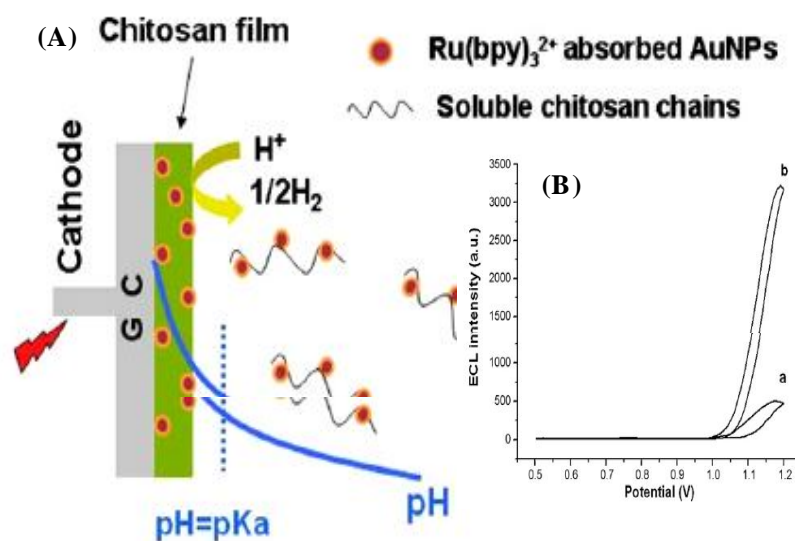 (A)
Chitosan film
Ru(bpy)₃²⁺ absorbed AuNPs
Soluble chitosan chains
Cathode
G C
H⁺
1/2H₂
pH=pKa
pH
(B)
ECL intensity (a.u.)
3500
3000
2500
2000
1500
1000
500
0
b
a
0.5 0.6 0.7 0.8 0.9 1.0 1.1 1.2
Potential (V)